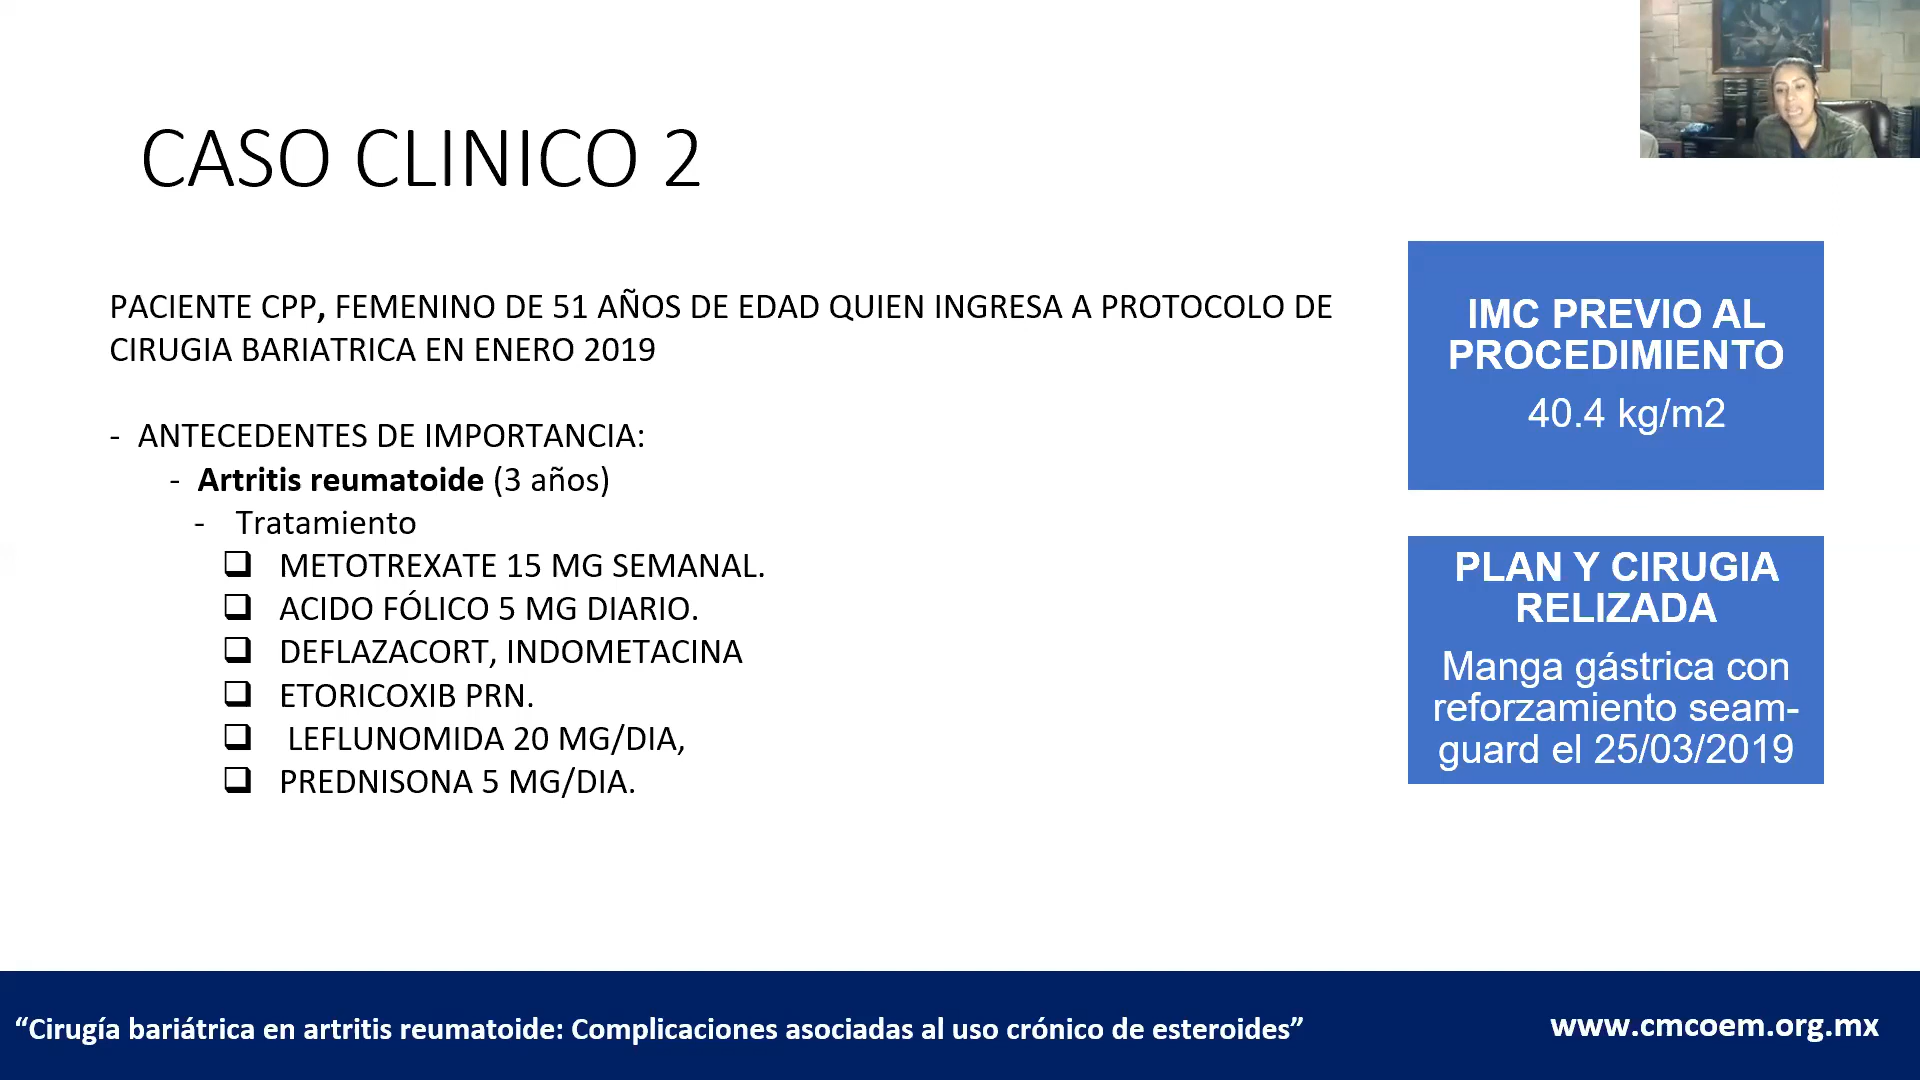 CASO CLINICO 2
PACIENTE CPP, FEMENINO DE 51 AÑOS DE EDAD QUIEN INGRESA A PROTOCOLO DE
CIRUGIA BARIATRICA EN ENERO 2019
- ANTECEDENTES DE IMPORTANCIA:
- Artritis reumatoide (3 años)
- Tratamiento
❑ METOTREXATE 15 MG SEMANAL.
❑ ACIDO FÓLICO 5 MG DIARIO.
❑ DEFLAZACORT, INDOMETACINA
❑ ETORICOXIB PRN.
❑ LEFLUNOMIDA 20 MG/DIA,
❑ PREDNISONA 5 MG/DIA.
IMC PREVIO AL
PROCEDIMIENTO
40.4 kg/m2
PLAN Y CIRUGIA
RELIZADA
Manga gástrica con
reforzamiento seam-
guard el 25/03/2019
“Cirugía bariátrica en artritis reumatoide: Complicaciones asociadas al uso crónico de esteroides”
www.cmcoem.org.mx